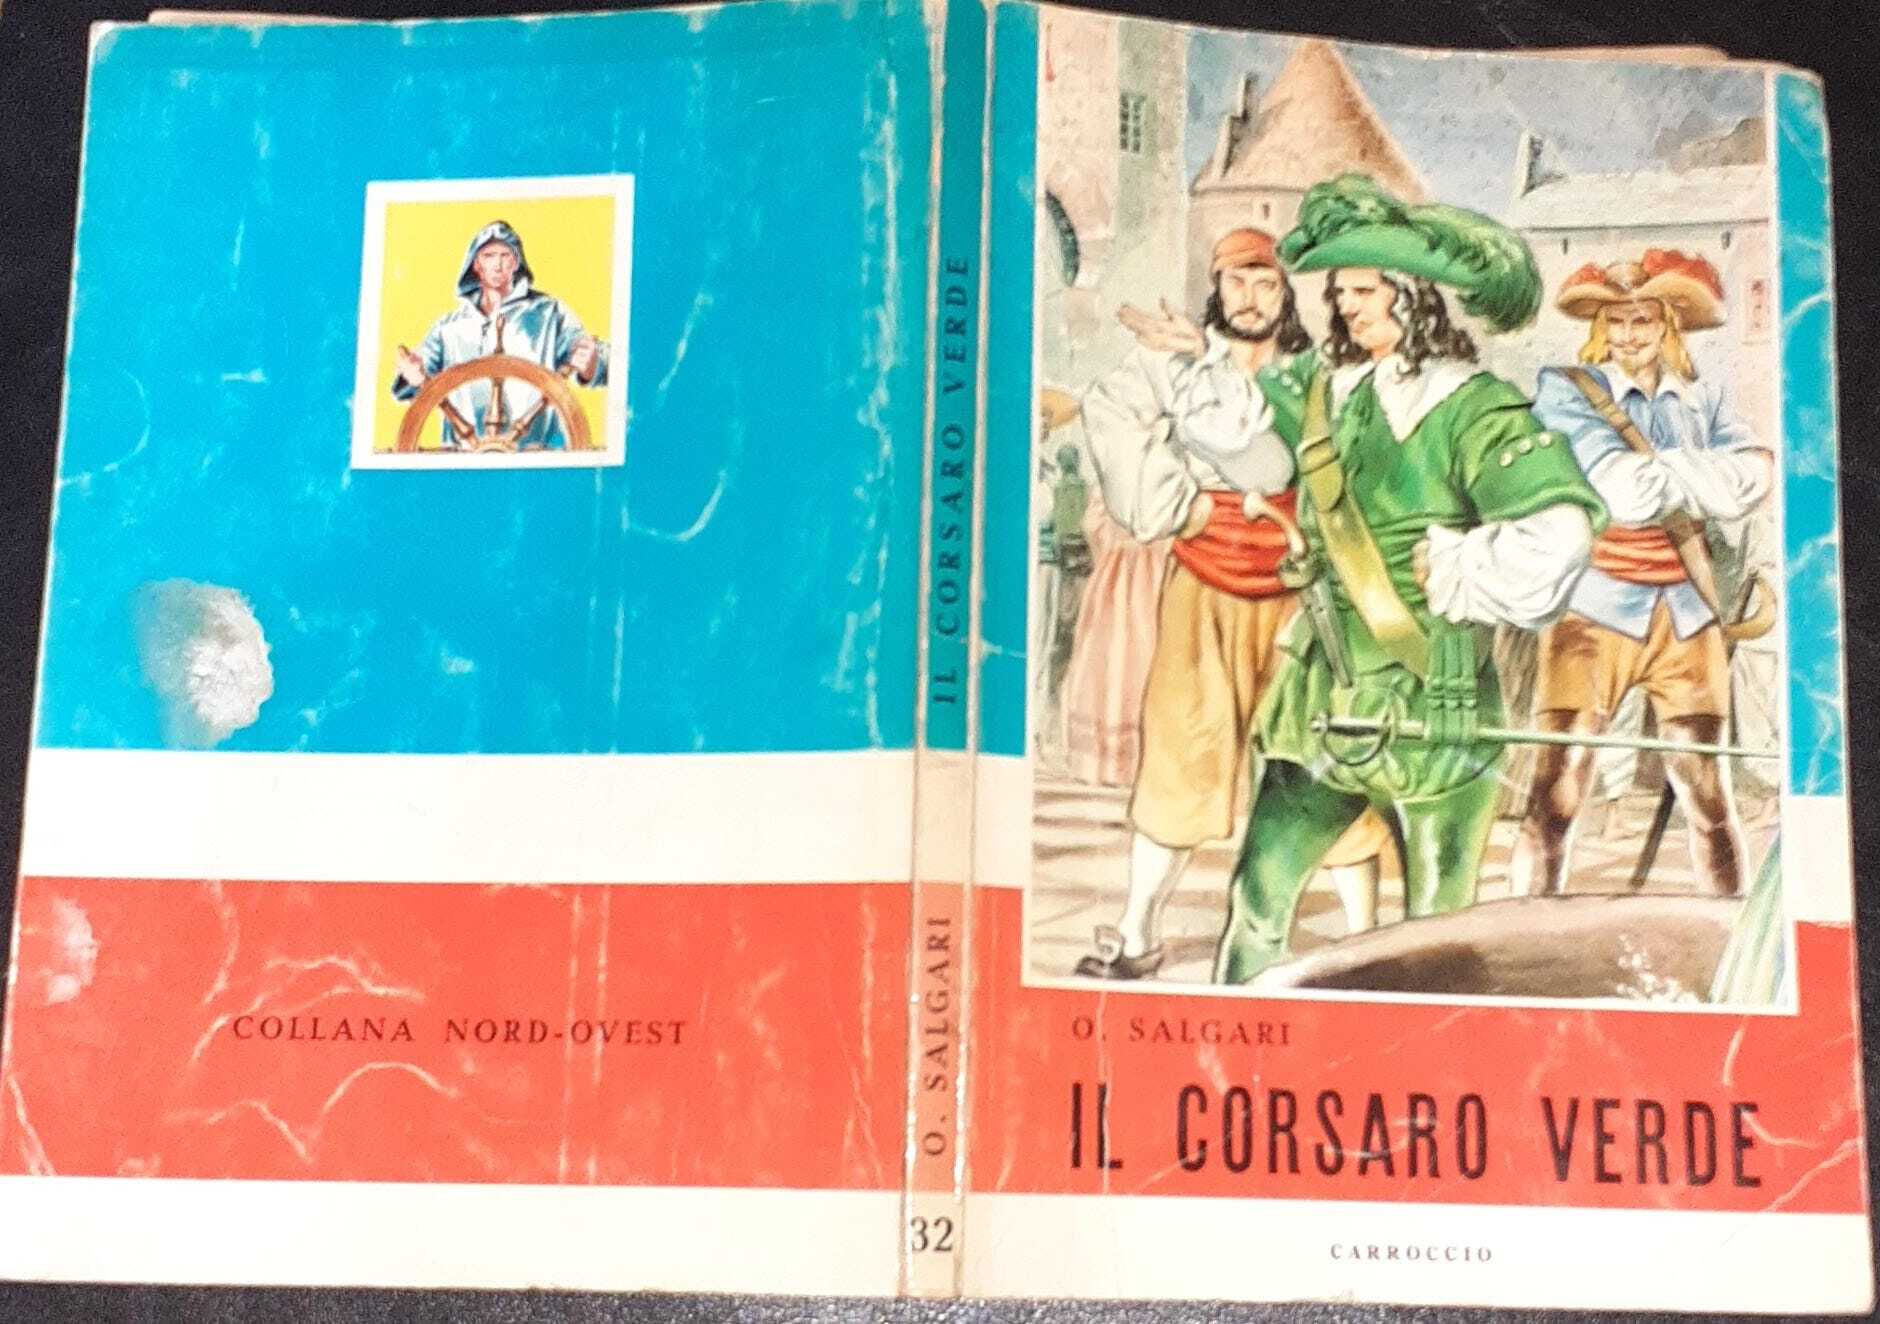 COLLANA NORD-OVEST
IL CORSARO VERDE
O. SALGARI
32
O. SALGARI
IL CORSARO VERDE
CARROCCIO